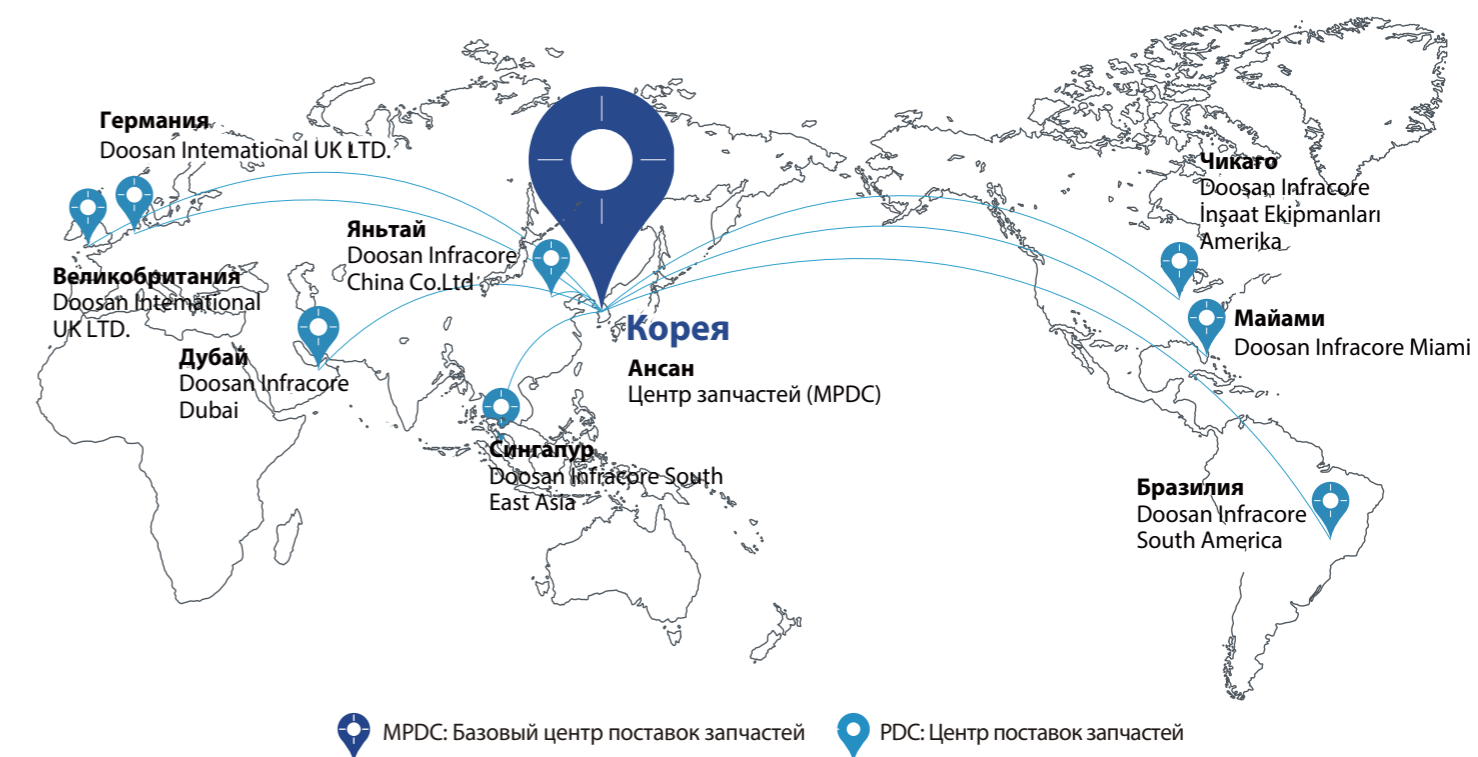 Германия
Doosan International UK LTD.
Великобритания
Doosan International
UK LTD.
Дубай
Doosan Infracore
Dubai
Яньтай
Doosan Infracore
China Co.Ltd
Корея
Ансан
Центр запчастей (MPDC)
Сингапур
Doosan Infracore South
East Asia
Чикаго
Doosan Infracore
İnşaat Ekipmanları
Amerika
Майами
Doosan Infracore Miami
Бразилия
Doosan Infracore
South America
MPDC: Базовый центр поставок запчастей
PDC: Центр поставок запчастей